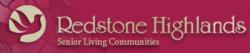 Redstone Highlands
Senior Living Communities